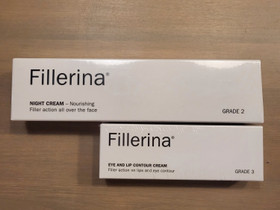 Fillerina®
NIGHT CREAM – Nourishing
Filler action all over the face
GRADE 2
Fillerina®
EYE AND LIP CONTOUR CREAM
Filler action on lips and eye contour
GRADE 3